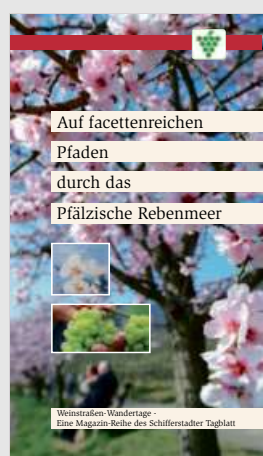 Auf facettenreichen
Pfaden
durch das
Pfälzische Rebenmeer
Weinstraßen-Wandertage -
Eine Magazin-Reihe des Schifferstadter Tagblatt